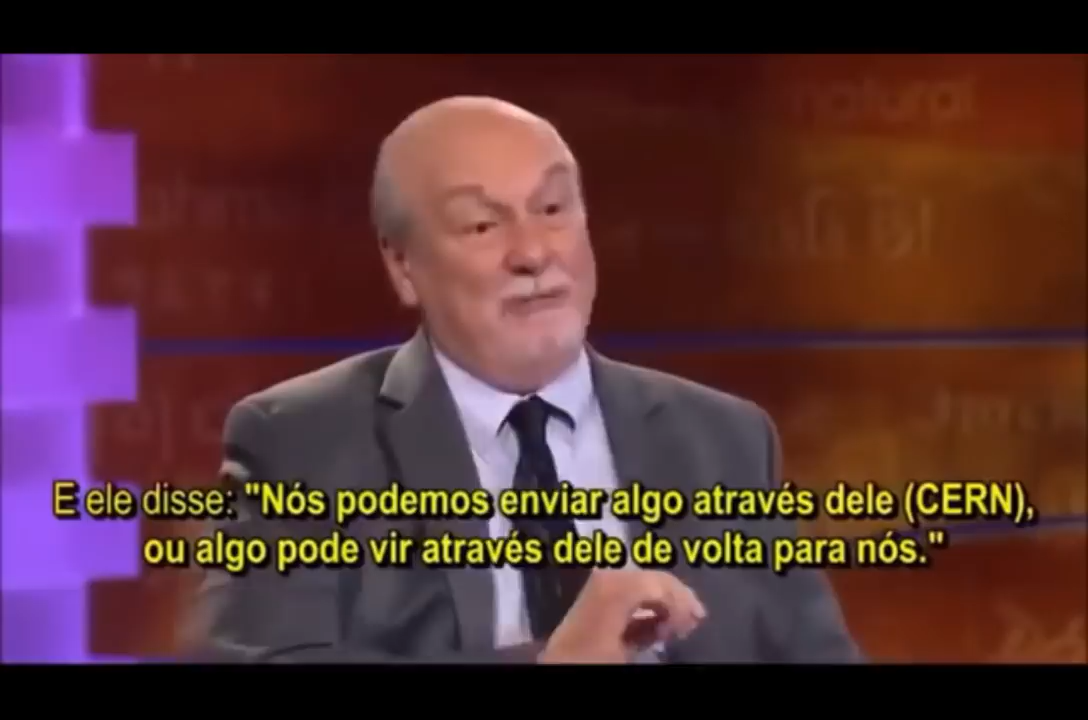 natural
E ele disse: "Nós podemos enviar algo através dele (CERN),
ou algo pode vir através dele de volta para nós."